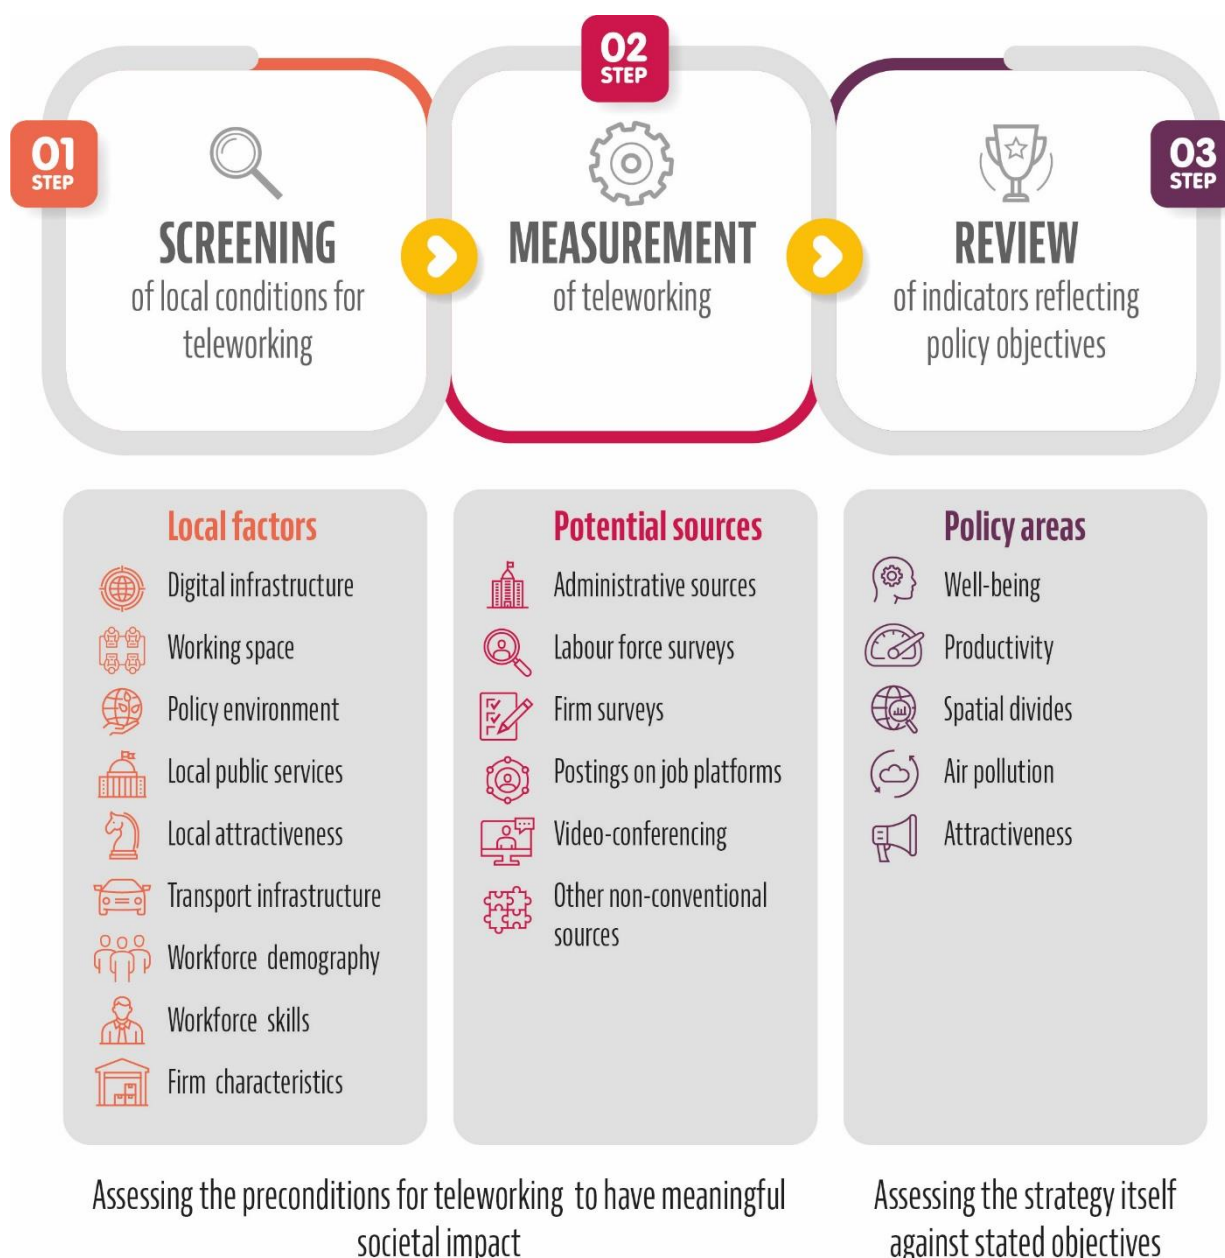 01
STEP
SCREENING
of local conditions for
teleworking
02
STEP
MEASUREMENT
of teleworking
03
STEP
REVIEW
of indicators reflecting
policy objectives
Local factors
Digital infrastructure
Working space
Policy environment
Local public services
Local attractiveness
Transport infrastructure
Workforce demography
Workforce skills
Firm characteristics
Potential sources
Administrative sources
Labour force surveys
Firm surveys
Postings on job platforms
Video-conferencing
Other non-conventional
sources
Policy areas
Well-being
Productivity
Spatial divides
Air pollution
Attractiveness
Assessing the preconditions for teleworking to have meaningful
societal impact
Assessing the strategy itself
against stated objectives